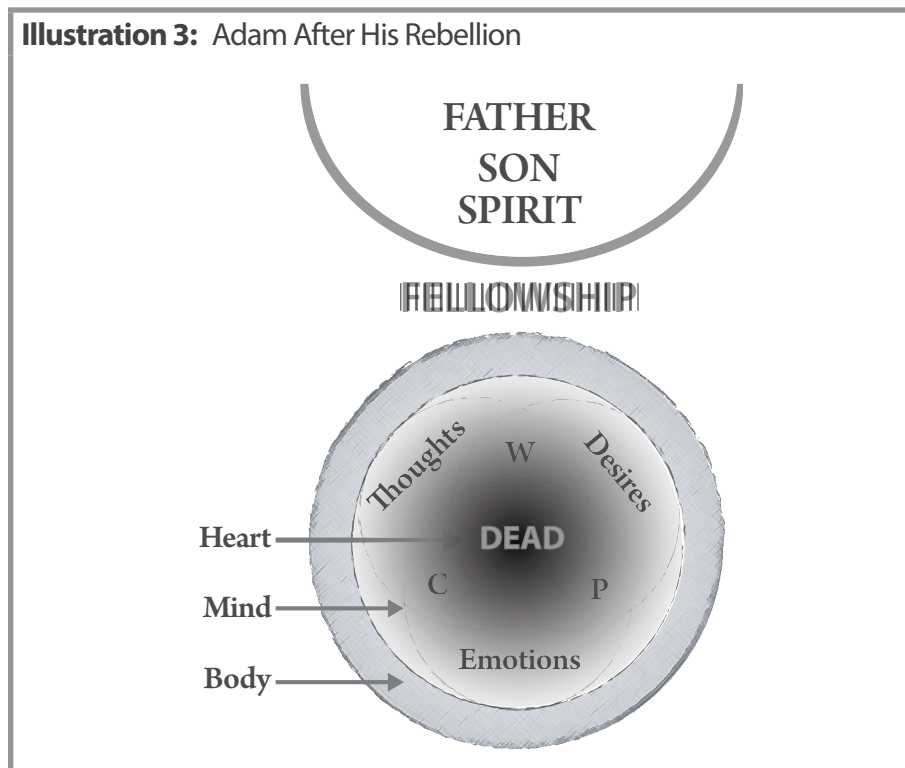 Illustration 3: Adam After His Rebellion
FATHER
SON
SPIRIT
FELLOWSHIP
Thoughts
W
Desires
Heart
DEAD
C
P
Mind
Emotions
Body